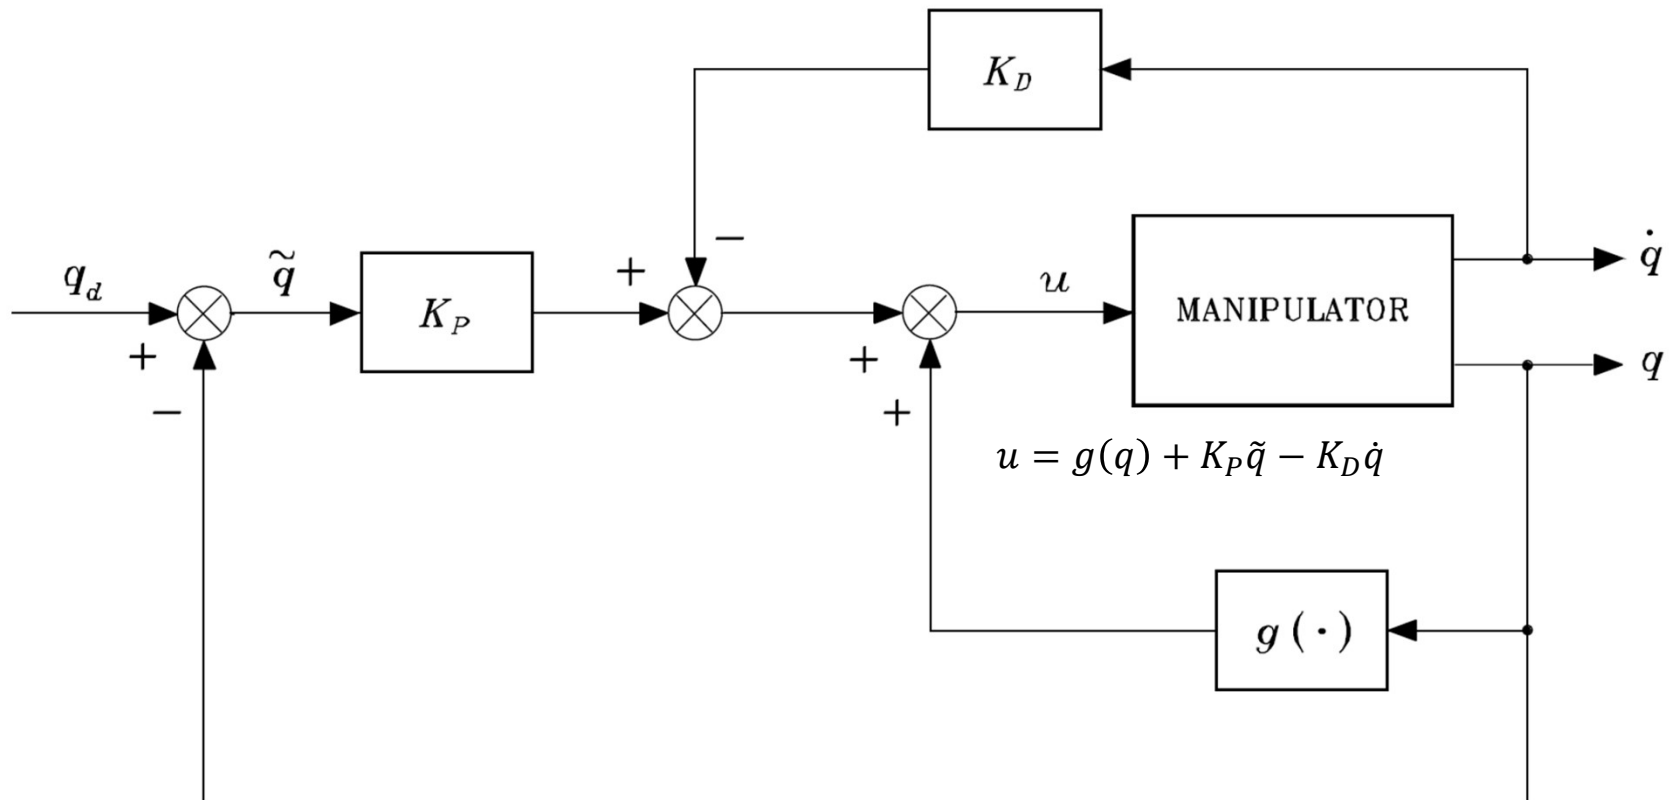 K_D
−
q̇
q_d
q̃
+
u
K_P
MANIPULATOR
+
−
+
q
+
u = g(q) + K_P q̃ − K_D q̇
g (·)